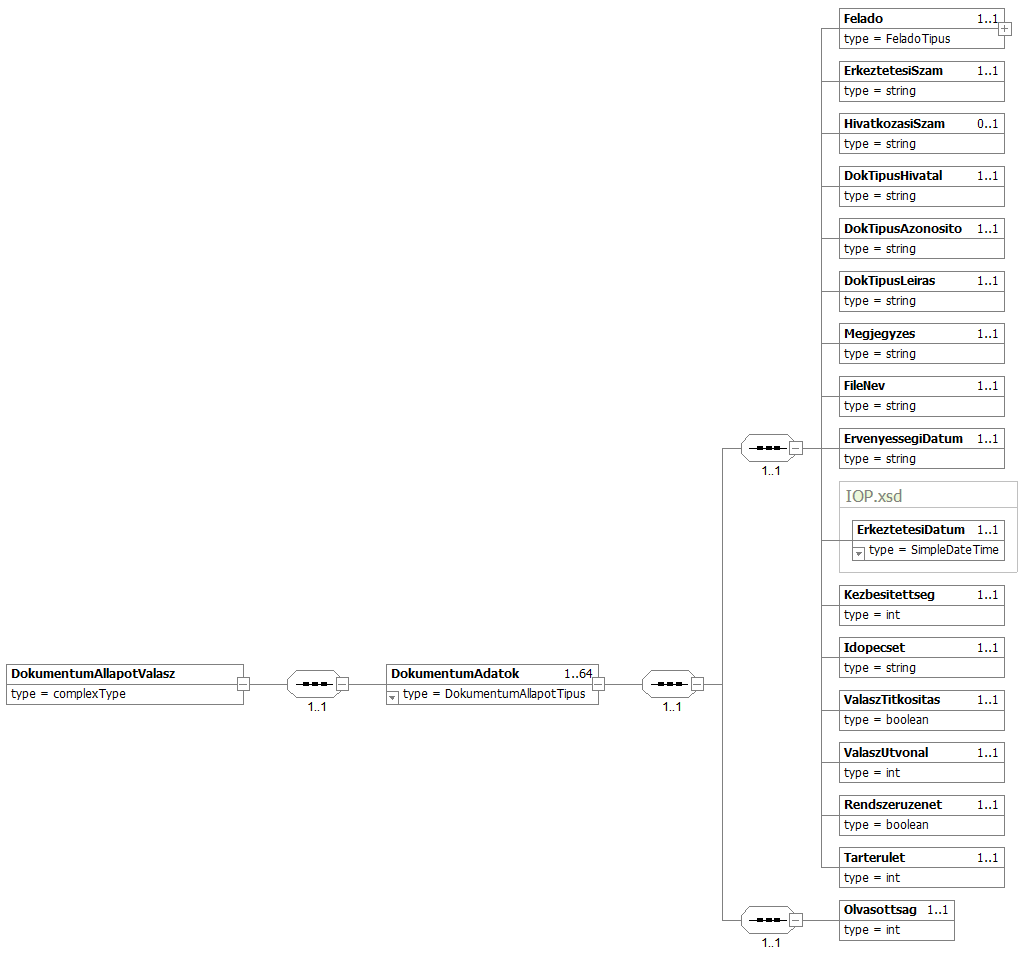 Felado 1..1
type = FeladoTipus
ErkeztetesiSzam 1..1
type = string
HivatkozasiSzam 0..1
type = string
DokTipusHivatal 1..1
type = string
DokTipusAzonosito 1..1
type = string
DokTipusLeiras 1..1
type = string
Megjegyzes 1..1
type = string
FileNev 1..1
type = string
ErvenyessegiDatum 1..1
type = string
1..1
IOP.xsd
ErkeztetesiDatum 1..1
type = SimpleDateTime
Kezbesitettseg 1..1
type = int
Idopecset 1..1
type = string
DokumentumAllapotValasz
type = complexType
1..1
DokumentumAdatok 1..64
type = DokumentumAllapotTipus
1..1
ValaszTitkositas 1..1
type = boolean
ValaszUtvonal 1..1
type = int
Rendszeruzenet 1..1
type = boolean
Tarterulet 1..1
type = int
Olvasottsag 1..1
type = int
1..1